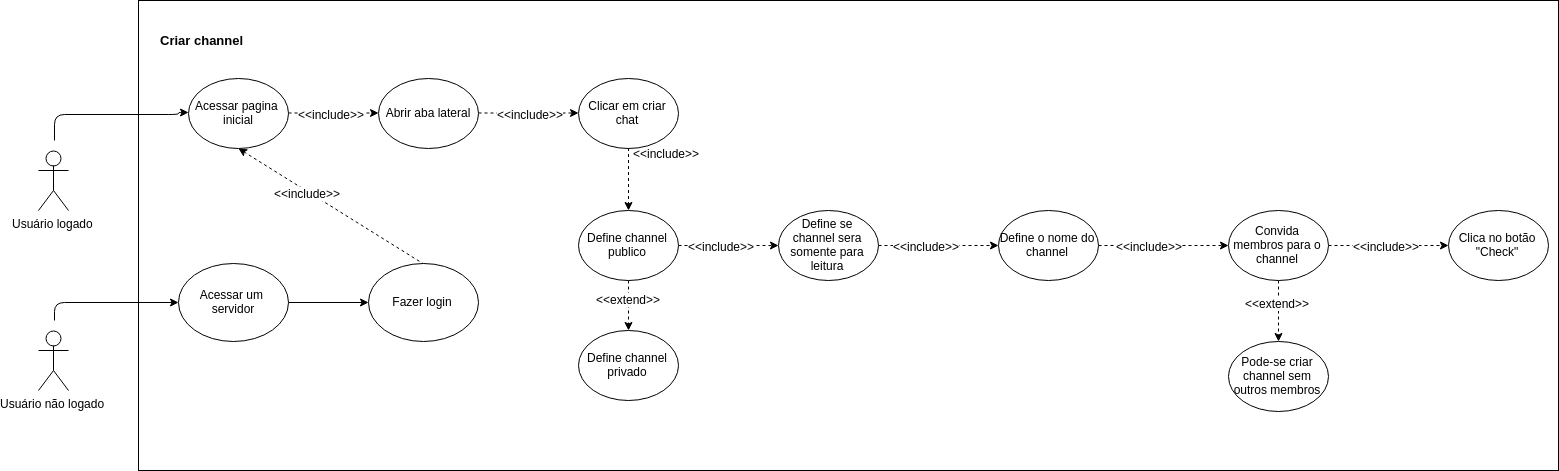 Criar channel
Acessar pagina
inicial
<<include>>
Abrir aba lateral
<<include>>
Clicar em criar
chat
<<include>>
<<include>>
Usuário logado
Define channel
publico
<<include>>
Define se
channel sera
somente para
leitura
<<include>>
Define o nome do
channel
<<include>>
Convida
membros para o
channel
<<include>>
Clica no botão
"Check"
Acessar um
servidor
Fazer login
<<extend>>
<<extend>>
Define channel
privado
Pode-se criar
channel sem
outros membros
Usuário não logado